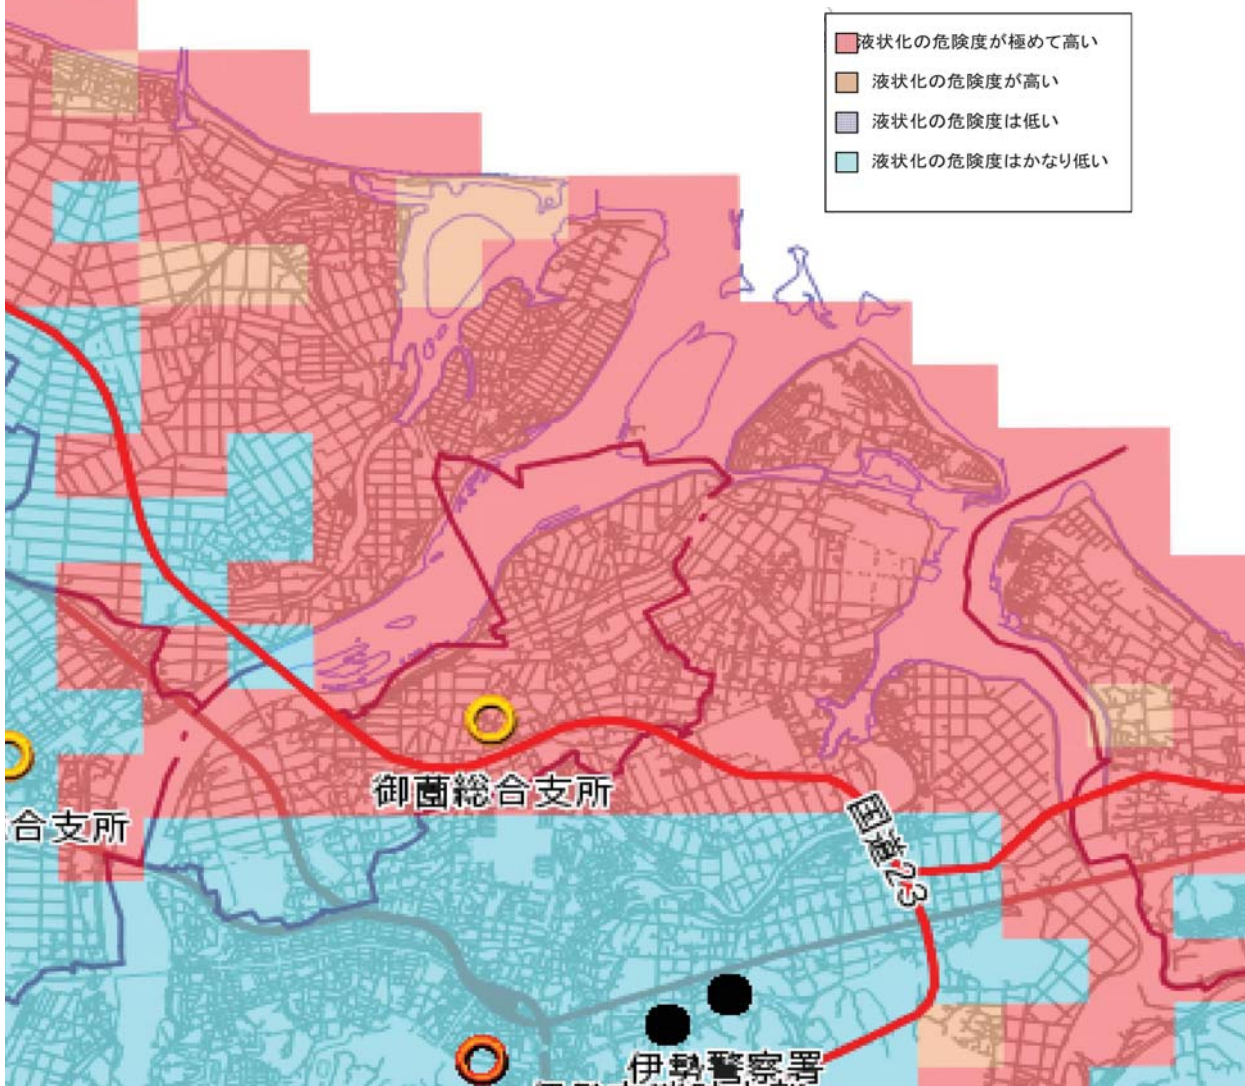 液状化の危険度が極めて高い
液状化の危険度が高い
液状化の危険度は低い
液状化の危険度はかなり低い
御薗総合支所
合支所
国道23
伊勢警察署